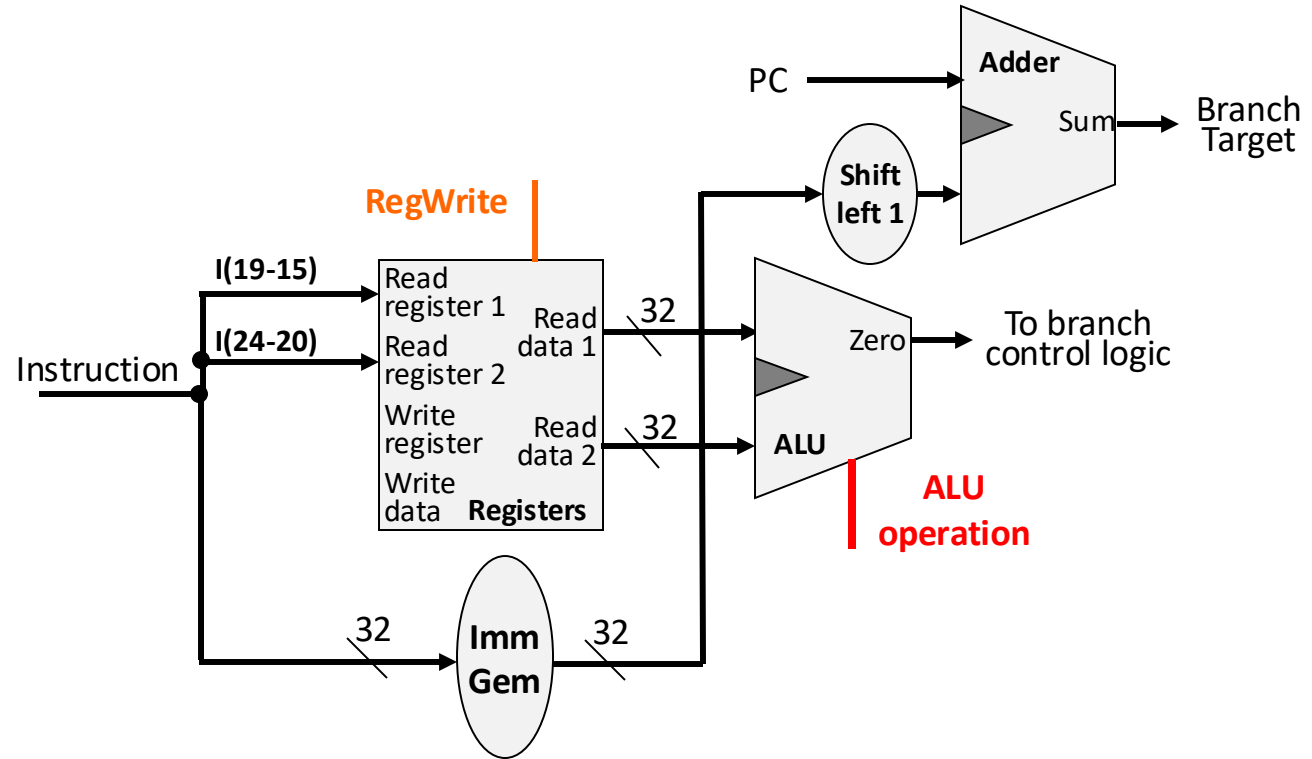 Adder
PC
Sum
Branch
Target
Shift
left 1
RegWrite
I(19-15)
Read
register 1
Read
data 1
32
I(24-20)
Read
register 2
Instruction
Write
register
Read
data 2
32
Write
data
Registers
Zero
To branch
control logic
ALU
ALU
operation
32
Imm
Gem
32